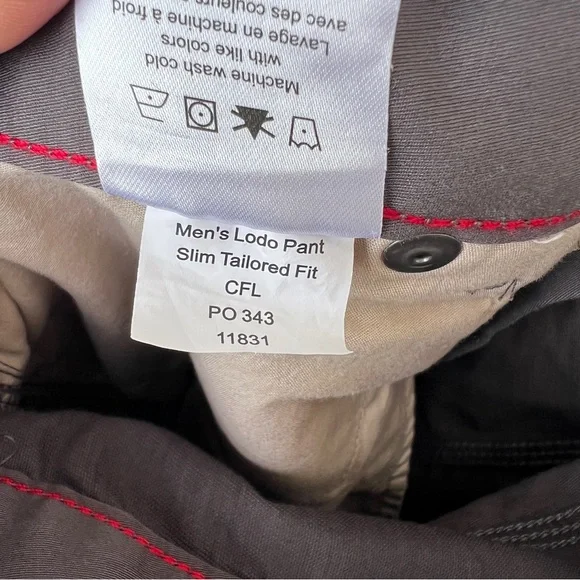 Machine wash cold
with like colors
Lavage en machine à froid
avec des couleurs
Men's Lodo Pant
Slim Tailored Fit
CFL
PO 343
11831